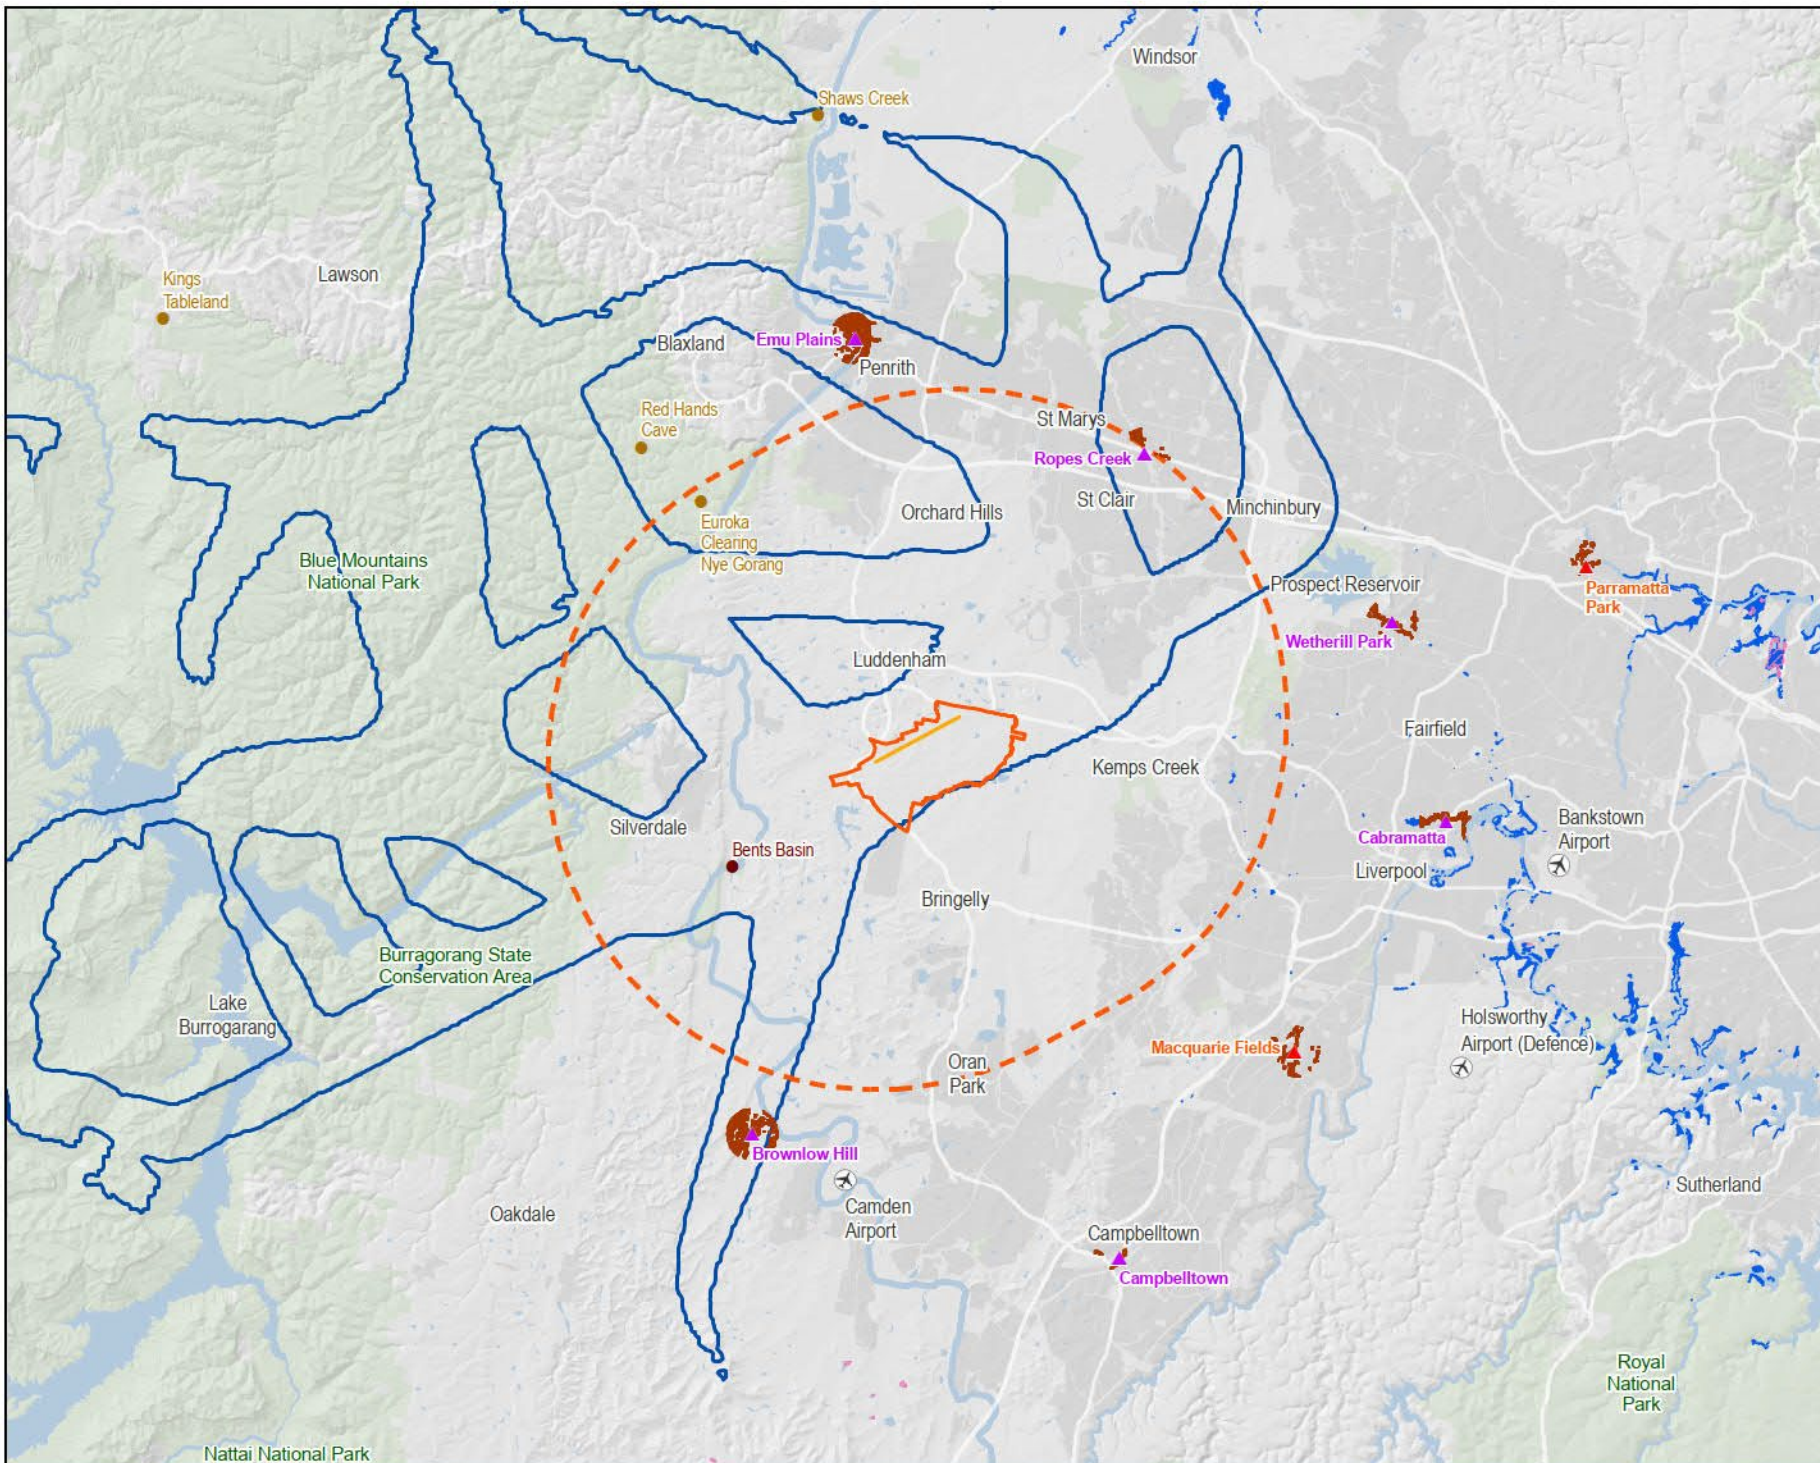 Windsor
Shaws Creek
Kings
Tableland
Lawson
Blaxland
Emu Plains
Penrith
Red Hands
Cave
St Marys
Ropes Creek
St Clair
Orchard Hills
Minchinbury
Euroka
Clearing
Nye Gorang
Blue Mountains
National Park
Prospect Reservoir
Parramatta
Park
Wetherill Park
Luddenham
Fairfield
Kemps Creek
Silverdale
Bents Basin
Cabramatta
Bankstown
Airport
Liverpool
Bringelly
Burragorang State
Conservation Area
Lake
Burrogarang
Holsworthy
Airport (Defence)
Macquarie Fields
Oran
Park
Brownlow Hill
Sutherland
Oakdale
Camden
Airport
Campbelltown
Campbelltown
Royal
National
Park
Nattai National Park